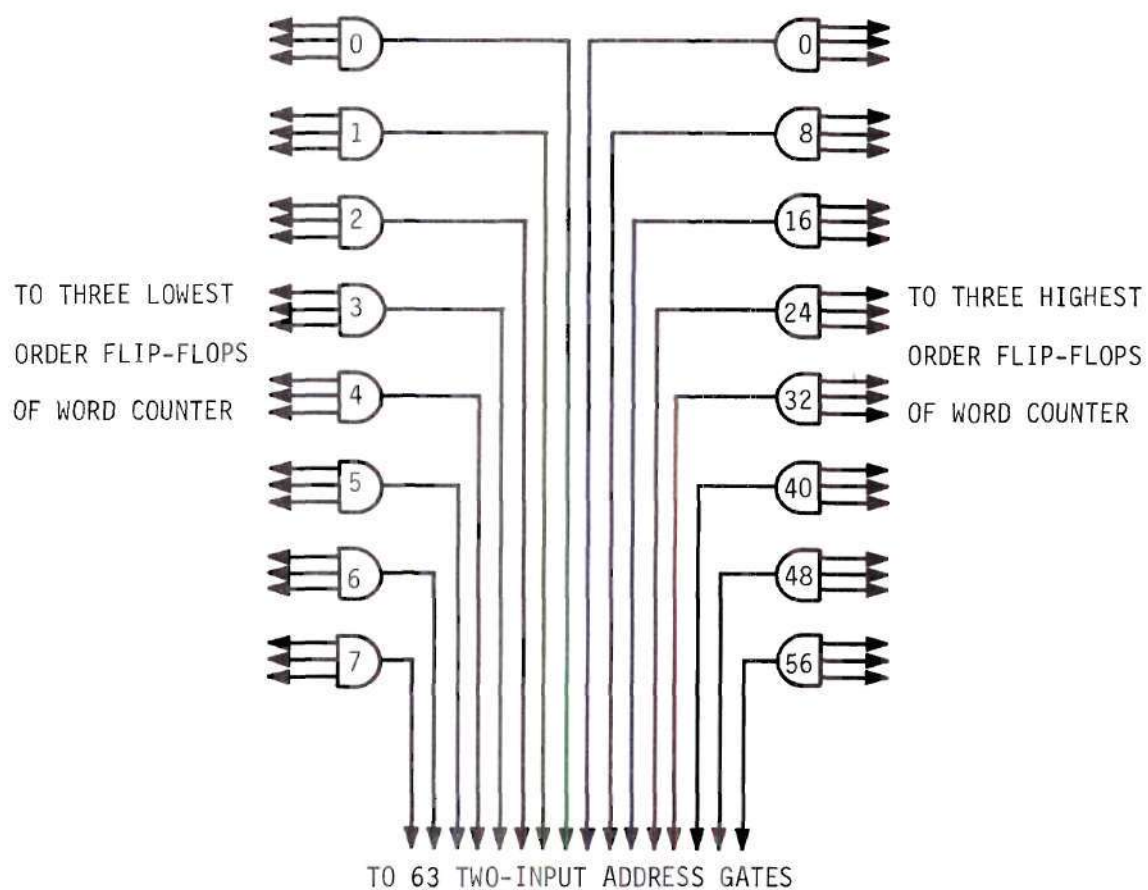 0
0
1
8
2
16
TO THREE LOWEST
3
24
TO THREE HIGHEST
ORDER FLIP-FLOPS
ORDER FLIP-FLOPS
OF WORD COUNTER
4
32
OF WORD COUNTER
5
40
6
48
7
56
TO 63 TWO-INPUT ADDRESS GATES